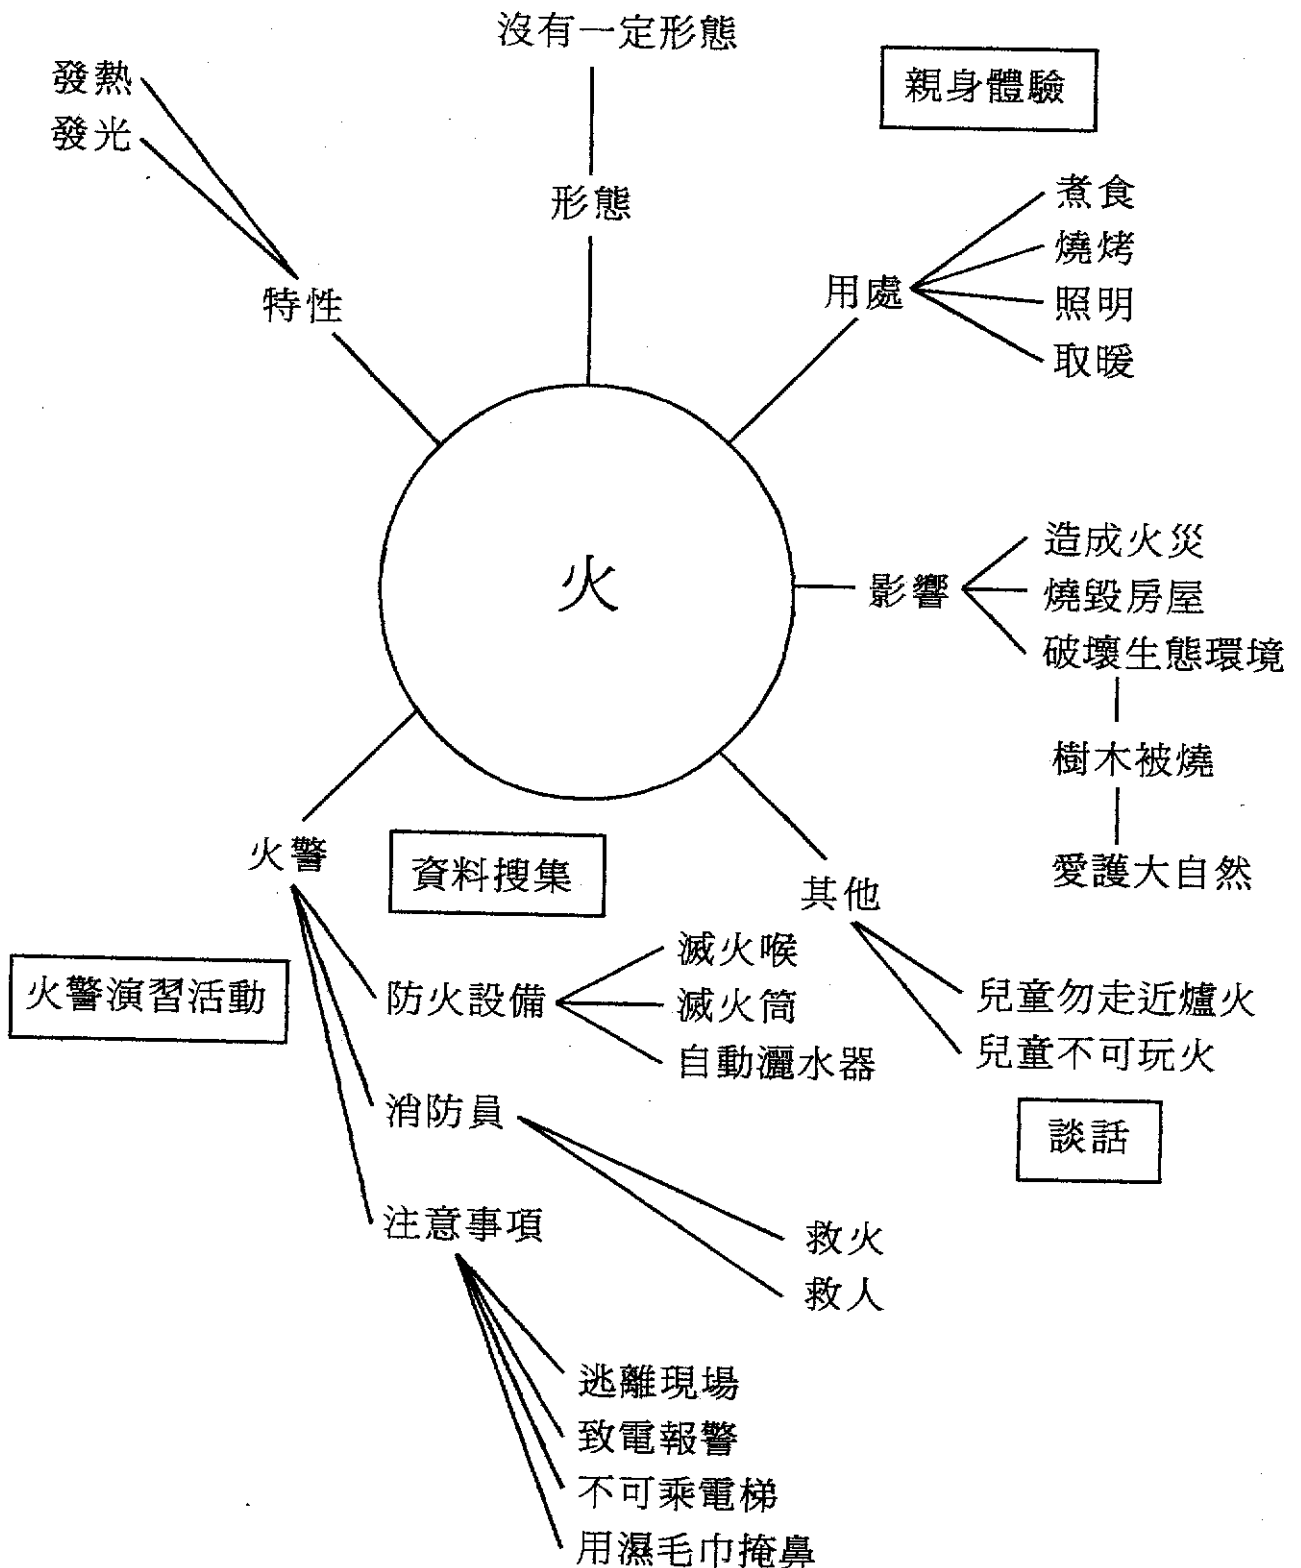 沒有一定形態
親身體驗
發熱
發光
形態
特性
用處
煮食
燒烤
照明
取暖
火
影響
造成火災
燒毀房屋
破壞生態環境
樹木被燒
愛護大自然
火警
資料搜集
其他
火警演習活動
防火設備
滅火喉
滅火筒
自動灑水器
兒童勿走近爐火
兒童不可玩火
談話
消防員
救火
救人
注意事項
逃離現場
致電報警
不可乘電梯
用濕毛巾掩鼻